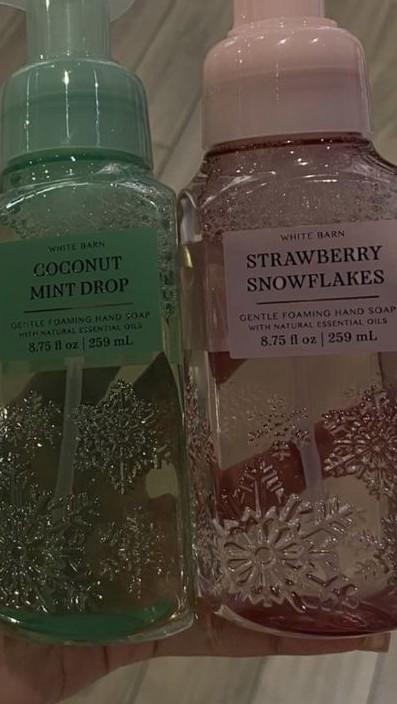 WHITE BARN
COCONUT
MINT DROP
GENTLE FOAMING HAND SOAP
WITH NATURAL ESSENTIAL OILS
8.75 fl oz | 259 mL
WHITE BARN
STRAWBERRY
SNOWFLAKES
GENTLE FOAMING HAND SOAP
WITH NATURAL ESSENTIAL OILS
8.75 fl oz | 259 mL